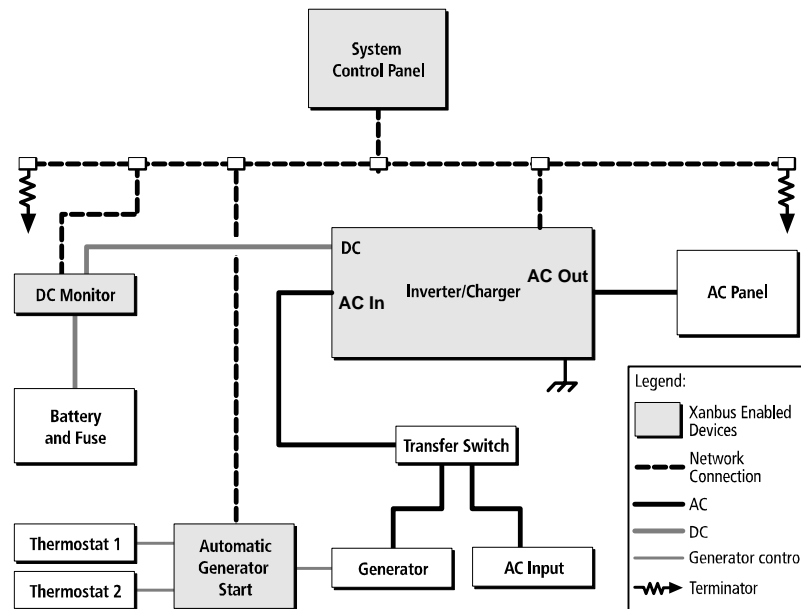 System
Control Panel
DC
AC In
Inverter/Charger
AC Out
AC Panel
DC Monitor
Battery
and Fuse
Transfer Switch
Thermostat 1
Thermostat 2
Automatic
Generator
Start
Generator
AC Input
Legend:
Xanbus Enabled
Devices
Network
Connection
AC
DC
Generator contro
Terminator